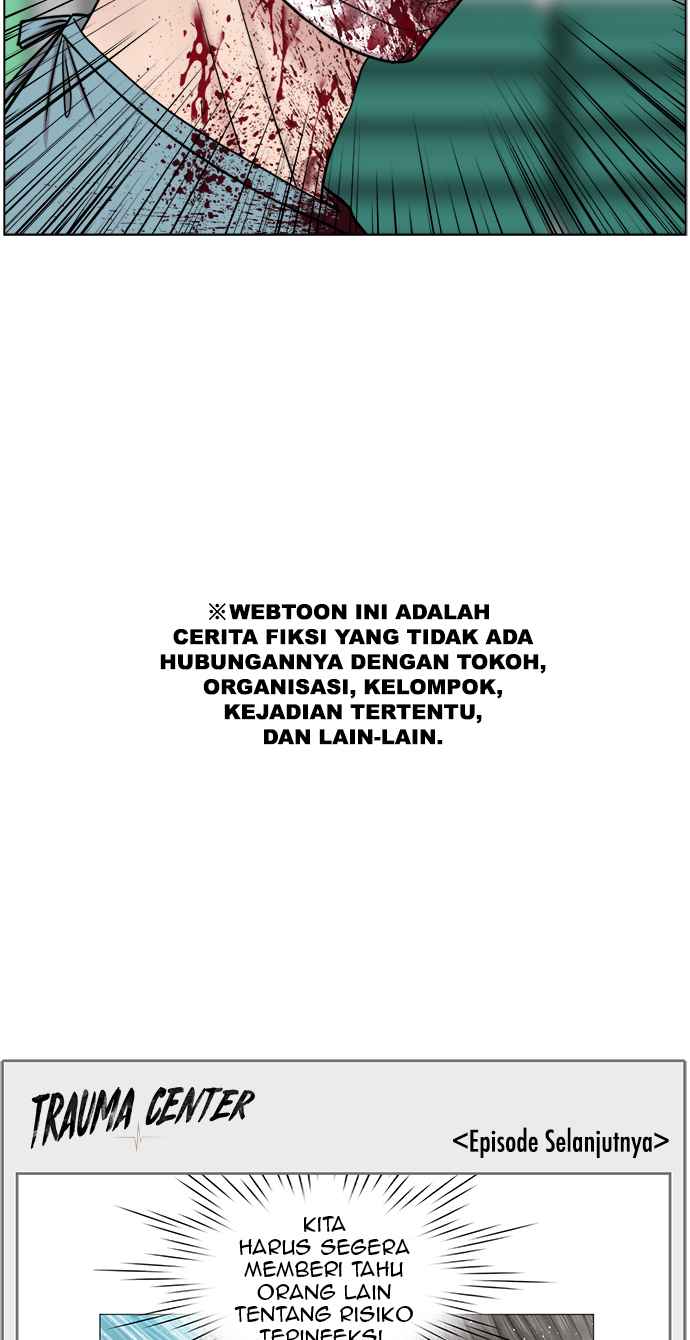 ※WEBTOON INI ADALAH
CERITA FIKSI YANG TIDAK ADA
HUBUNGANNYA DENGAN TOKOH,
ORGANISASI, KELOMPOK,
KEJADIAN TERTENTU,
DAN LAIN-LAIN.
TRAUMA CENTER
<Episode Selanjutnya>
KITA
HARUS SEGERA
MEMBERI TAHU
ORANG LAIN
TENTANG RISIKO
TERINFEKSI